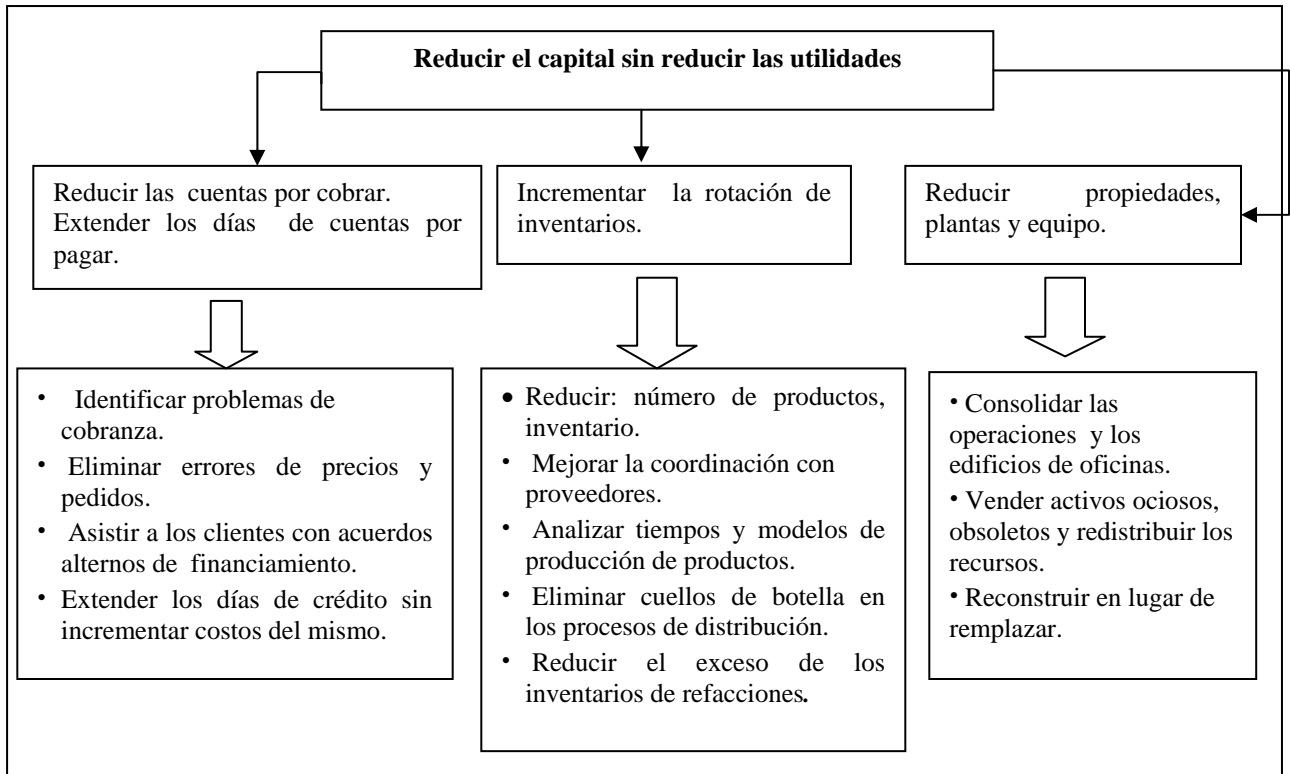 Reducir el capital sin reducir las utilidades
Reducir las cuentas por cobrar.
Extender los días de cuentas por
pagar.
Incrementar la rotación de
inventarios.
Reducir propiedades,
plantas y equipo.
• Identificar problemas de
cobranza.
• Eliminar errores de precios y
pedidos.
• Asistir a los clientes con acuerdos
alternos de financiamiento.
• Extender los días de crédito sin
incrementar costos del mismo.
• Reducir: número de productos,
inventario.
• Mejorar la coordinación con
proveedores.
• Analizar tiempos y modelos de
producción de productos.
• Eliminar cuellos de botella en
los procesos de distribución.
• Reducir el exceso de los
inventarios de refacciones.
• Consolidar las
operaciones y los
edificios de oficinas.
• Vender activos ociosos,
obsoletos y redistribuir los
recursos.
• Reconstruir en lugar de
remplazar.